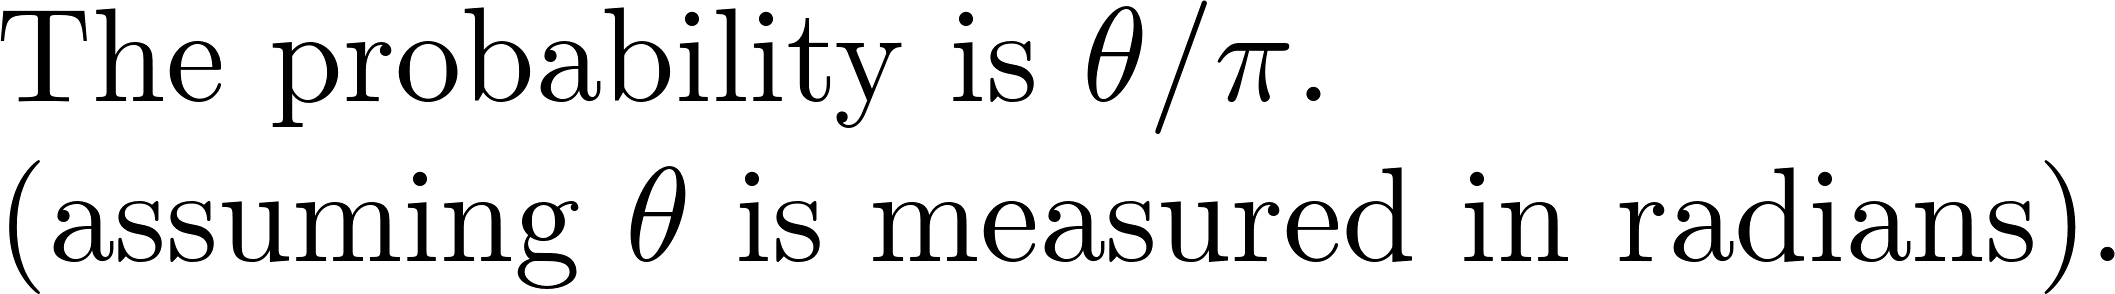 The probability is θ/π.
(assuming θ is measured in radians).